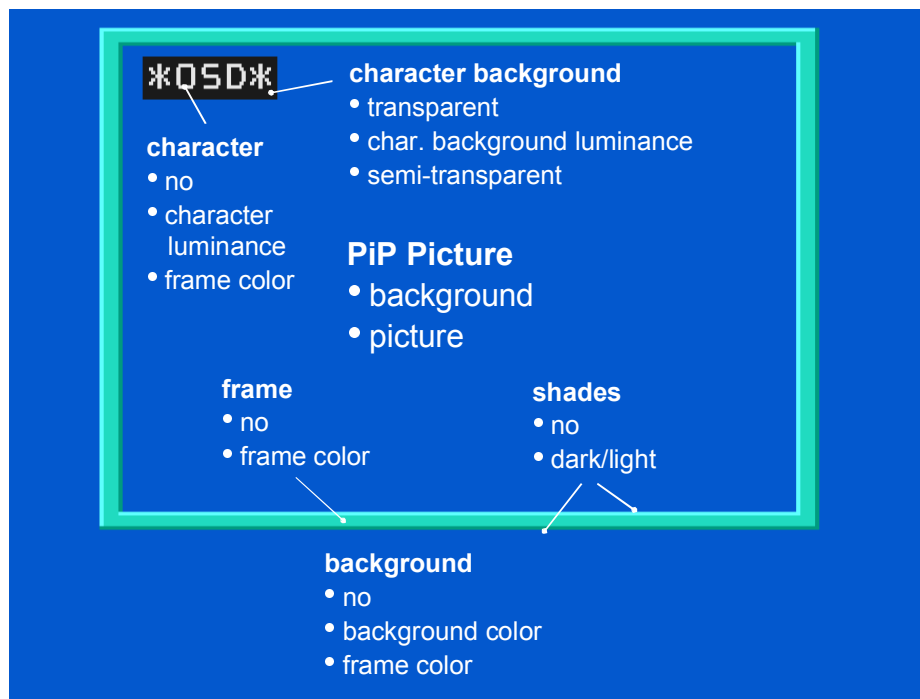 *OSD*
character background
• transparent
• char. background luminance
• semi-transparent
character
• no
• character
luminance
• frame color
PiP Picture
• background
• picture
frame
• no
• frame color
shades
• no
• dark/light
background
• no
• background color
• frame color